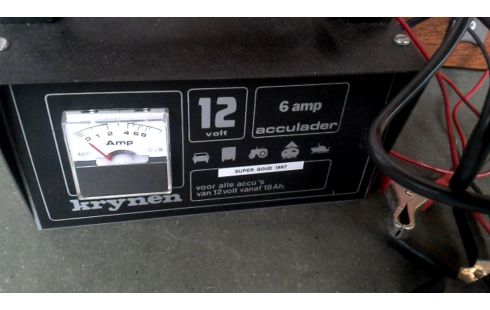 12
volt
6 amp
acculader
0 1 2 4 6 8
Amp
SUPER GOUD 1997
voor alle accu's
van 12 volt vanaf 18 Ah.
krynen